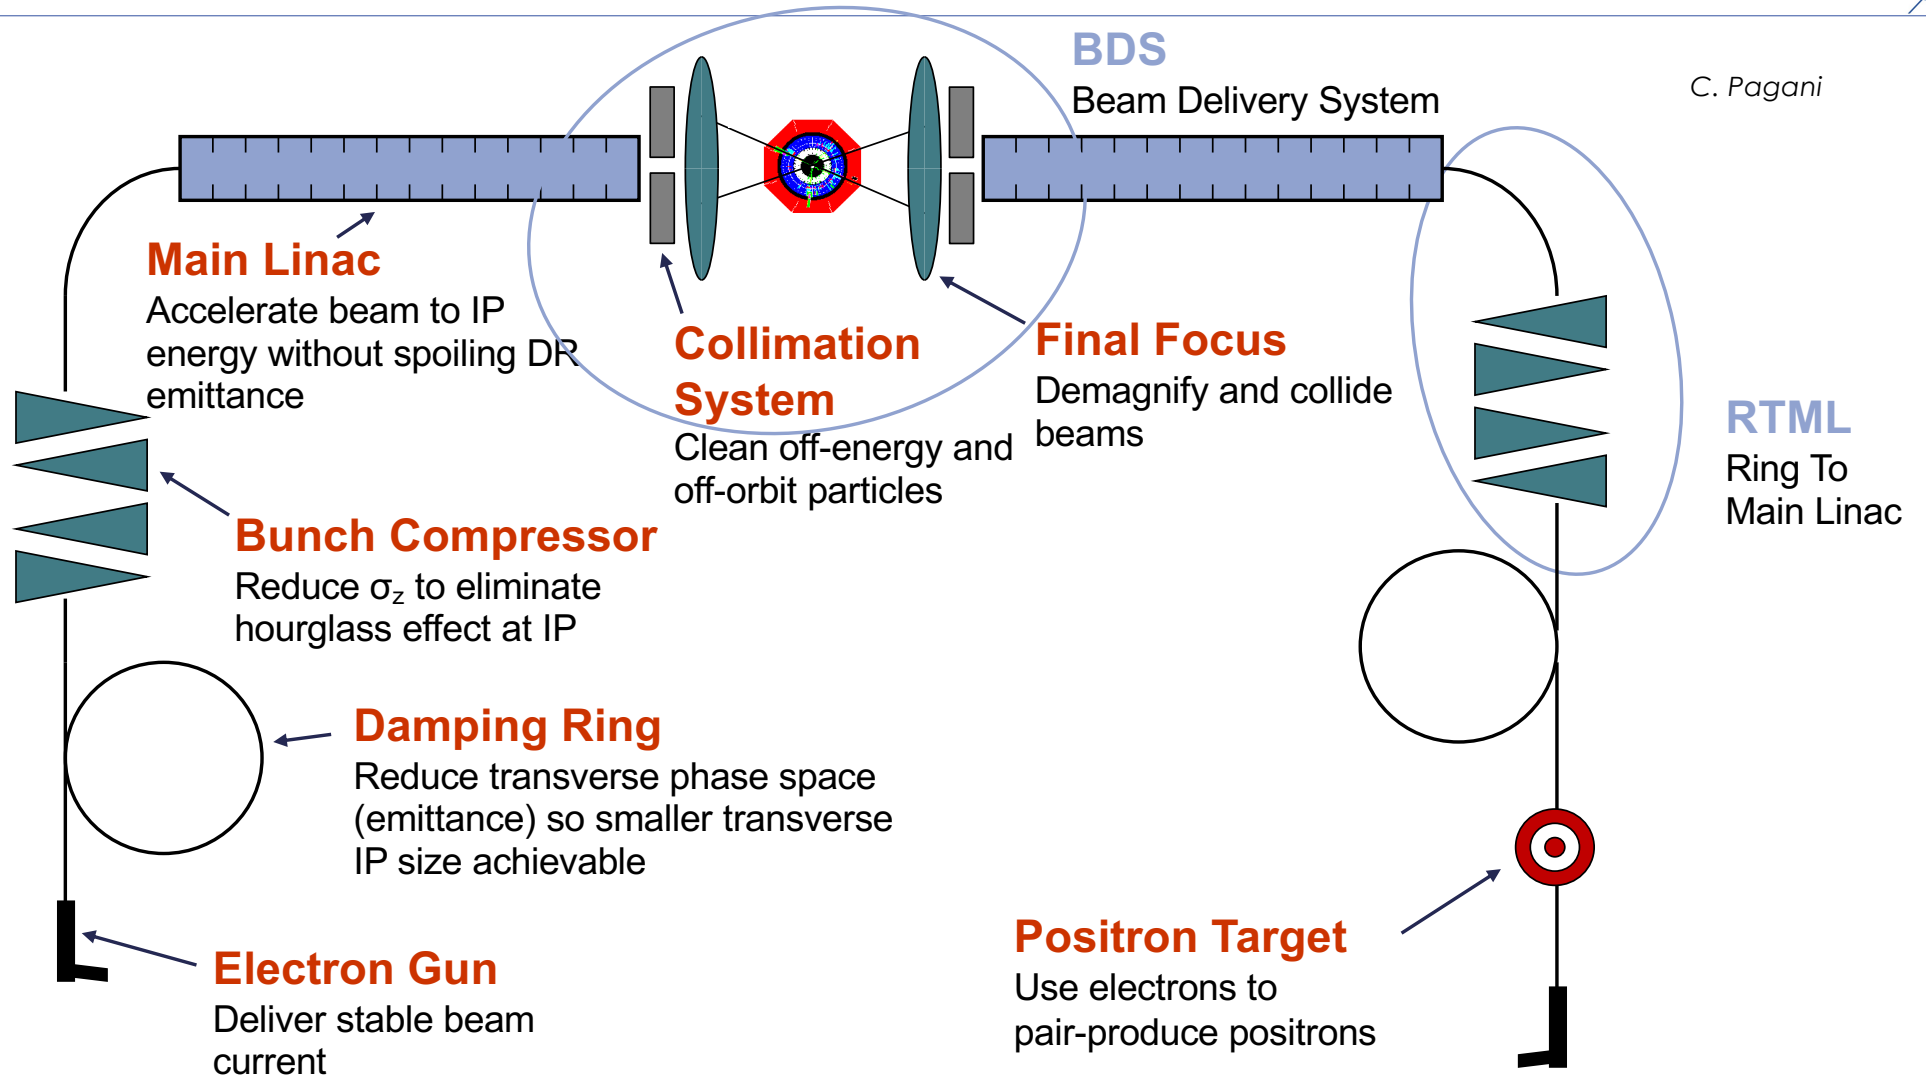 BDS
Beam Delivery System
C. Pagani
Main Linac
Accelerate beam to IP
energy without spoiling DR
emittance
Collimation
System
Clean off-energy and
off-orbit particles
Final Focus
Demagnify and collide
beams
RTML
Ring To
Main Linac
Bunch Compressor
Reduce σz to eliminate
hourglass effect at IP
Damping Ring
Reduce transverse phase space
(emittance) so smaller transverse
IP size achievable
Electron Gun
Deliver stable beam
current
Positron Target
Use electrons to
pair-produce positrons